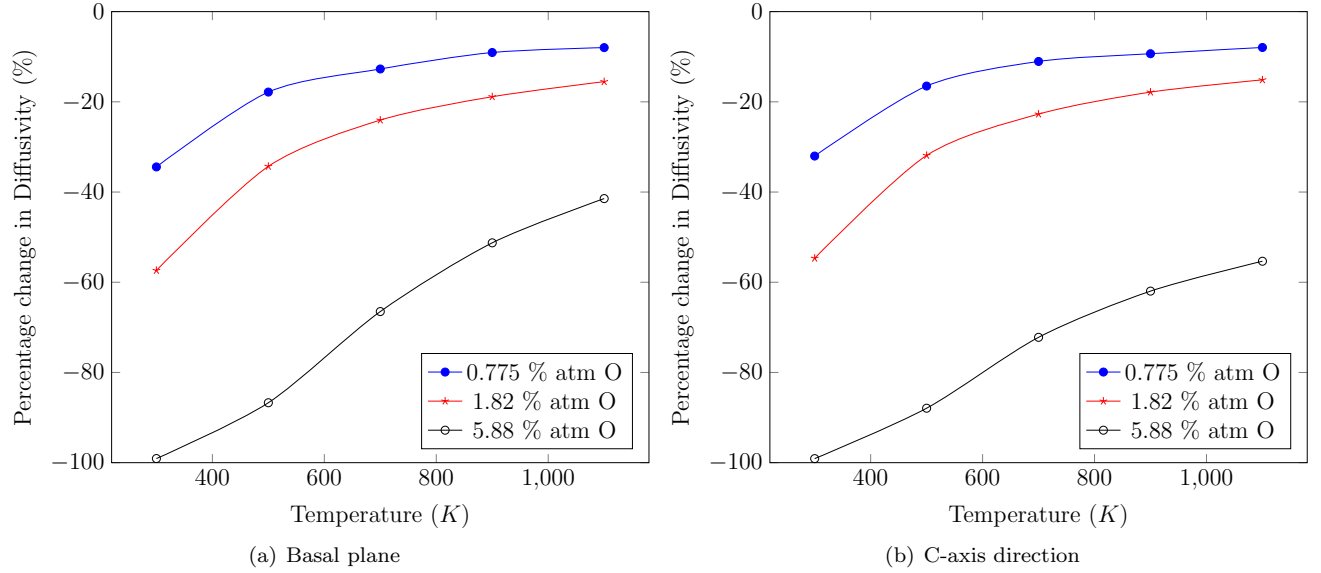 0
−20
−40
−60
−80
−100
Percentage change in Diffusivity (%)
400 600 800 1,000
Temperature (K)
0.775 % atm O
1.82 % atm O
5.88 % atm O
(a) Basal plane
0
−20
−40
−60
−80
−100
Percentage change in Diffusivity (%)
400 600 800 1,000
Temperature (K)
0.775 % atm O
1.82 % atm O
5.88 % atm O
(b) C-axis direction